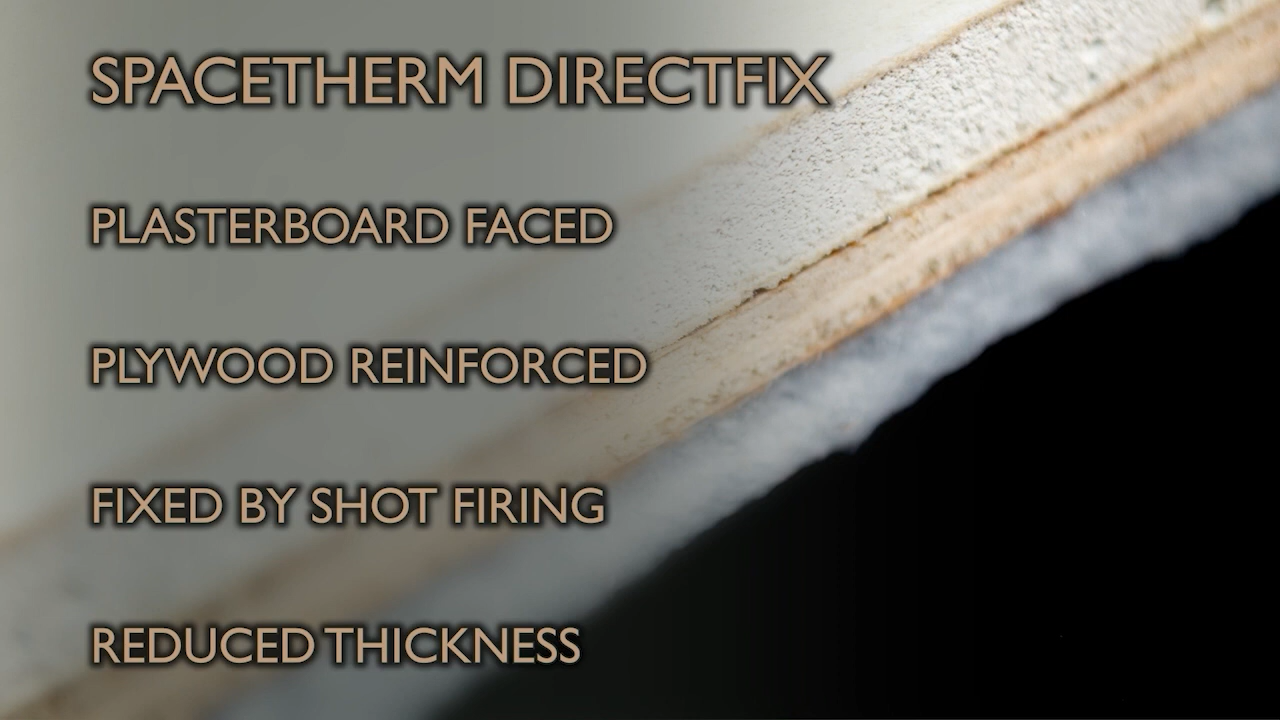 SPACETHERM DIRECTFIX
PLASTERBOARD FACED
PLYWOOD REINFORCED
FIXED BY SHOT FIRING
REDUCED THICKNESS